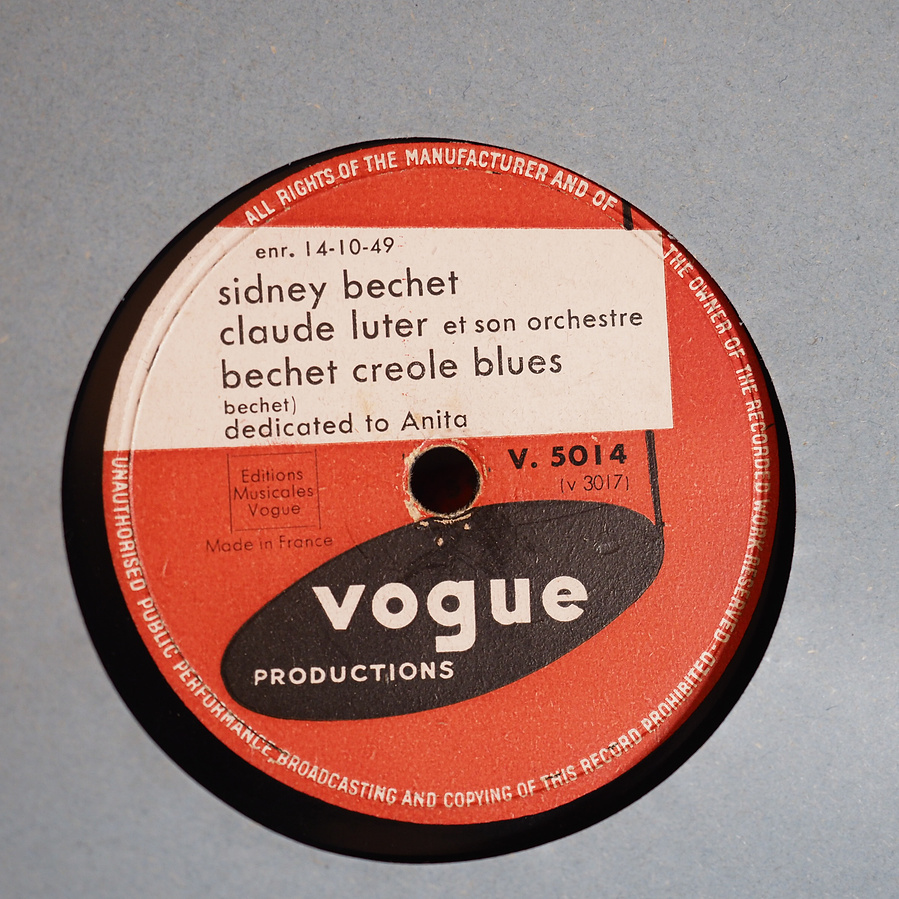 ALL RIGHTS OF THE MANUFACTURER AND OF THE OWNER OF THE RECORDED WORK RESERVED-
enr. 14-10-49
sidney bechet
claude luter et son orchestre
bechet creole blues
bechet)
dedicated to Anita
V. 5014
(v 3017)
Editions
Musicales
Vogue
Made in France
vogue
PRODUCTIONS
UNAUTHORISED PUBLIC PERFORMANCE BROADCASTING AND COPYING OF THIS RECORD PROHIBITED-